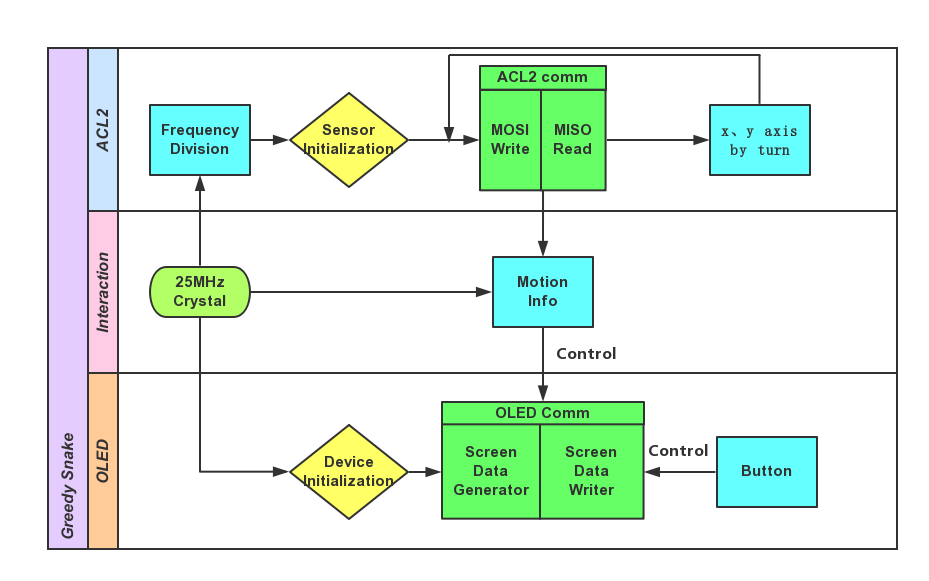 Greedy Snake
ACL2
Frequency
Division
Sensor
Initialization
ACL2 comm
MOSI
Write
MISO
Read
x、y axis
by turn
Interaction
25MHz
Crystal
Motion
Info
Control
OLED
Device
Initialization
OLED Comm
Screen
Data
Generator
Screen
Data
Writer
Control
Button